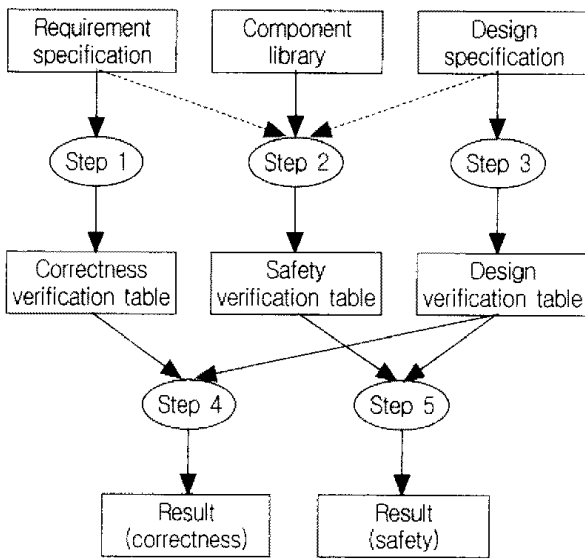 Requirement
specification
Component
library
Design
specification
Step 1
Step 2
Step 3
Correctness
verification table
Safety
verification table
Design
verification table
Step 4
Step 5
Result
(correctness)
Result
(safety)